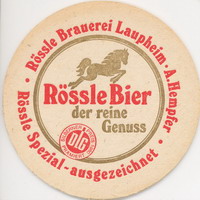 Rössle Brauerei Laupheim · A. Hempfer ·
Rössle Bier
der reine
Genuss
DLG
Rössle Spezial - ausgezeichnet ·